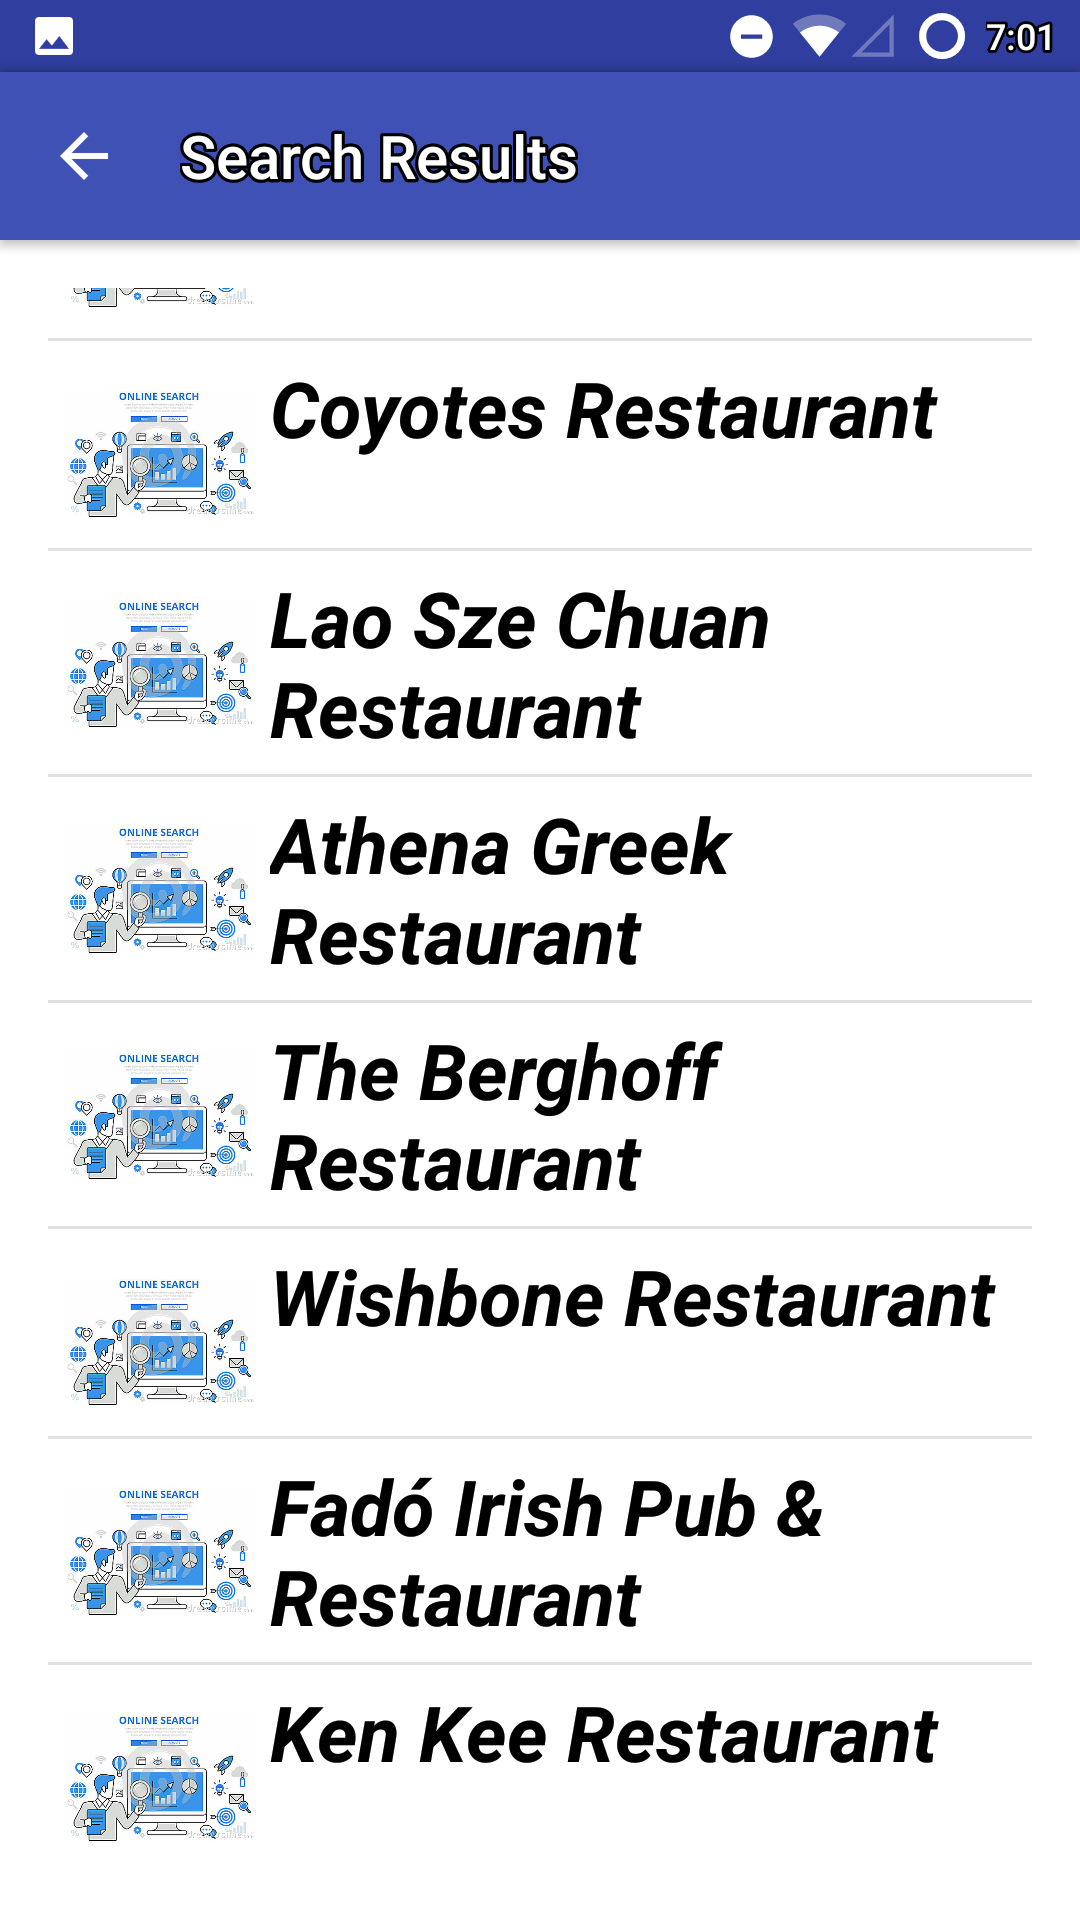 7:01
Search Results
ONLINE SEARCH
Coyotes Restaurant
ONLINE SEARCH
Lao Sze Chuan
Restaurant
ONLINE SEARCH
Athena Greek
Restaurant
ONLINE SEARCH
The Berghoff
Restaurant
ONLINE SEARCH
Wishbone Restaurant
ONLINE SEARCH
Fadó Irish Pub &
Restaurant
ONLINE SEARCH
Ken Kee Restaurant